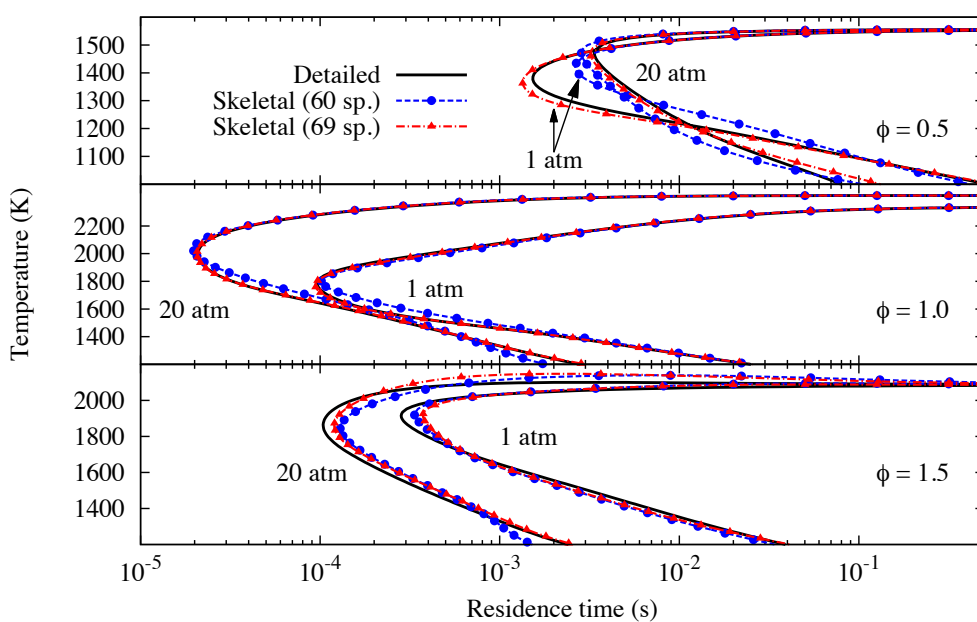 1500
1400
1300
1200
1100
Detailed
Skeletal (60 sp.)
Skeletal (69 sp.)
20 atm
1 atm
ϕ = 0.5
Temperature (K)
2200
2000
1800
1600
1400
20 atm
1 atm
ϕ = 1.0
2000
1800
1600
1400
20 atm
1 atm
ϕ = 1.5
10⁻⁵ 10⁻⁴ 10⁻³ 10⁻² 10⁻¹
Residence time (s)